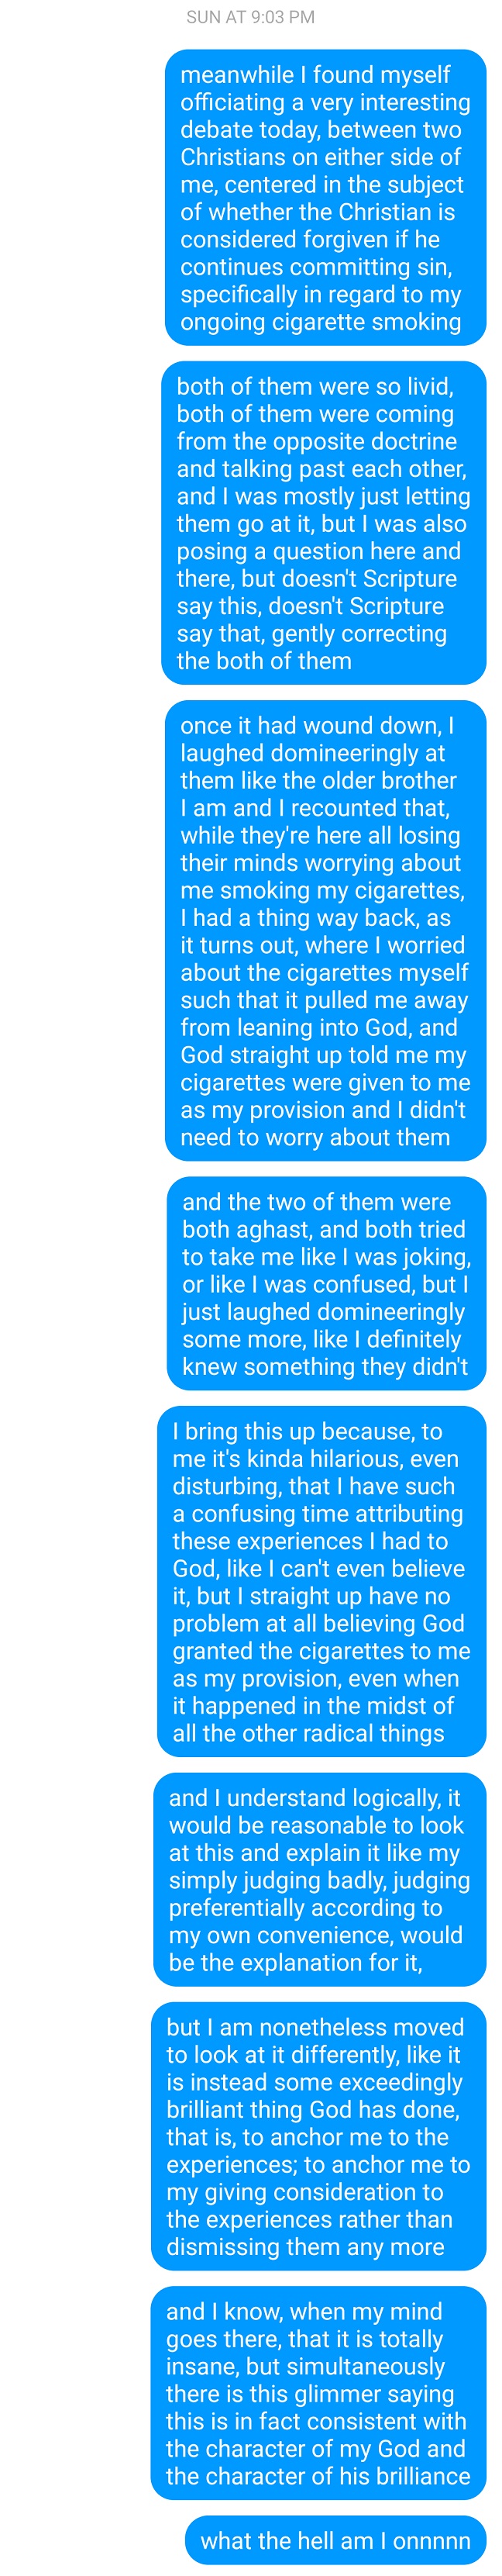 SUN AT 9:03 PM
meanwhile I found myself
officiating a very interesting
debate today, between two
Christians on either side of
me, centered in the subject
of whether the Christian is
considered forgiven if he
continues committing sin,
specifically in regard to my
ongoing cigarette smoking
both of them were so livid,
both of them were coming
from the opposite doctrine
and talking past each other,
and I was mostly just letting
them go at it, but I was also
posing a question here and
there, but doesn't Scripture
say this, doesn't Scripture
say that, gently correcting
the both of them
once it had wound down, I
laughed domineeringly at
them like the older brother
I am and I recounted that,
while they're here all losing
their minds worrying about
me smoking my cigarettes,
I had a thing way back, as
it turns out, where I worried
about the cigarettes myself
such that it pulled me away
from leaning into God, and
God straight up told me my
cigarettes were given to me
as my provision and I didn't
need to worry about them
and the two of them were
both aghast, and both tried
to take me like I was joking,
or like I was confused, but I
just laughed domineeringly
some more, like I definitely
knew something they didn't
I bring this up because, to
me it's kinda hilarious, even
disturbing, that I have such
a confusing time attributing
these experiences I had to
God, like I can't even believe
it, but I straight up have no
problem at all believing God
granted the cigarettes to me
as my provision, even when
it happened in the midst of
all the other radical things
and I understand logically, it
would be reasonable to look
at this and explain it like my
simply judging badly, judging
preferentially according to
my own convenience, would
be the explanation for it,
but I am nonetheless moved
to look at it differently, like it
is instead some exceedingly
brilliant thing God has done,
that is, to anchor me to the
experiences; to anchor me to
my giving consideration to
the experiences rather than
dismissing them any more
and I know, when my mind
goes there, that it is totally
insane, but simultaneously
there is this glimmer saying
this is in fact consistent with
the character of my God and
the character of his brilliance
what the hell am I onnnnn